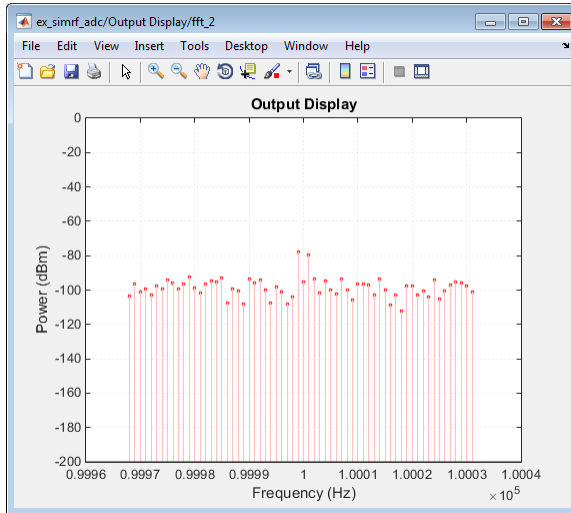 ex_simrf_adc/Output Display/fft_2
File Edit View Insert Tools Desktop Window Help
Output Display
0
-20
-40
-60
-80
-100
-120
-140
-160
-180
-200
Power (dBm)
0.9996 0.9997 0.9998 0.9999 1 1.0001 1.0002 1.0003 1.0004
Frequency (Hz)
×10⁵